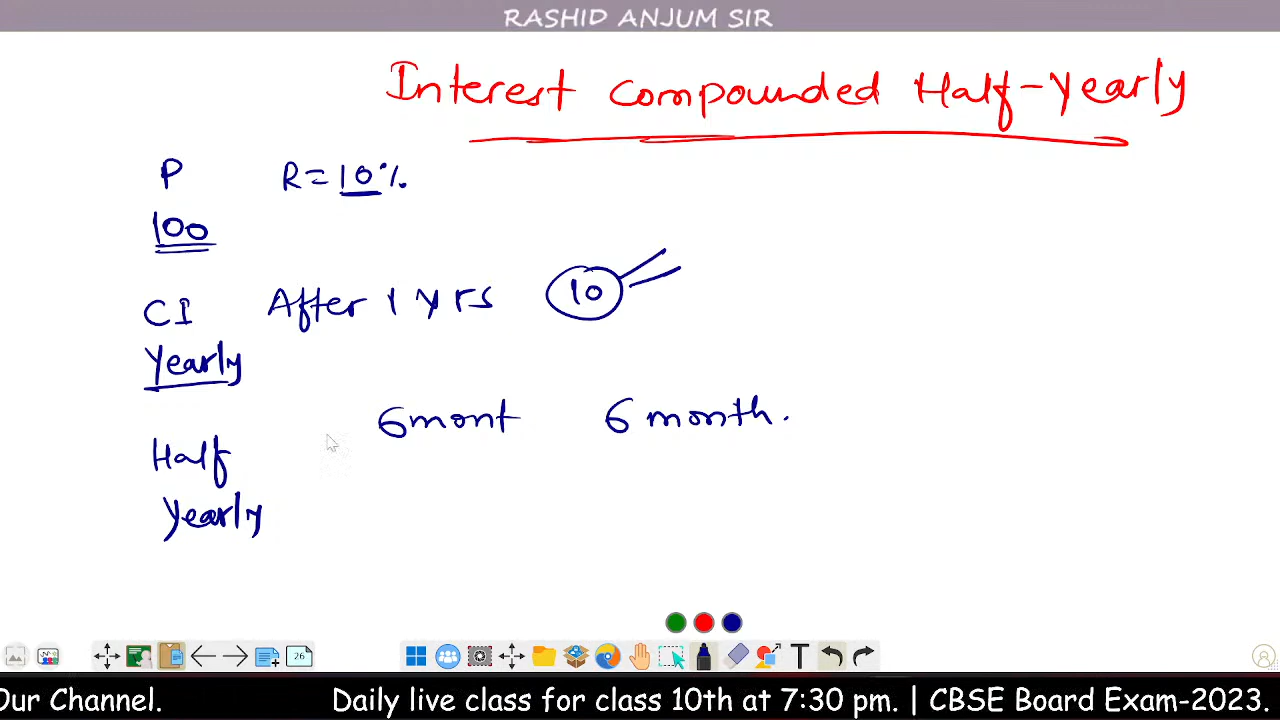 RASHID ANJUM SIR
Interest compounded Half-Yearly
P R = 10%
100
CI After 1 yrs 10
Yearly
6mont 6 month.
Half
Yearly
26
Our Channel. Daily live class for class 10th at 7:30 pm. | CBSE Board Exam-2023.